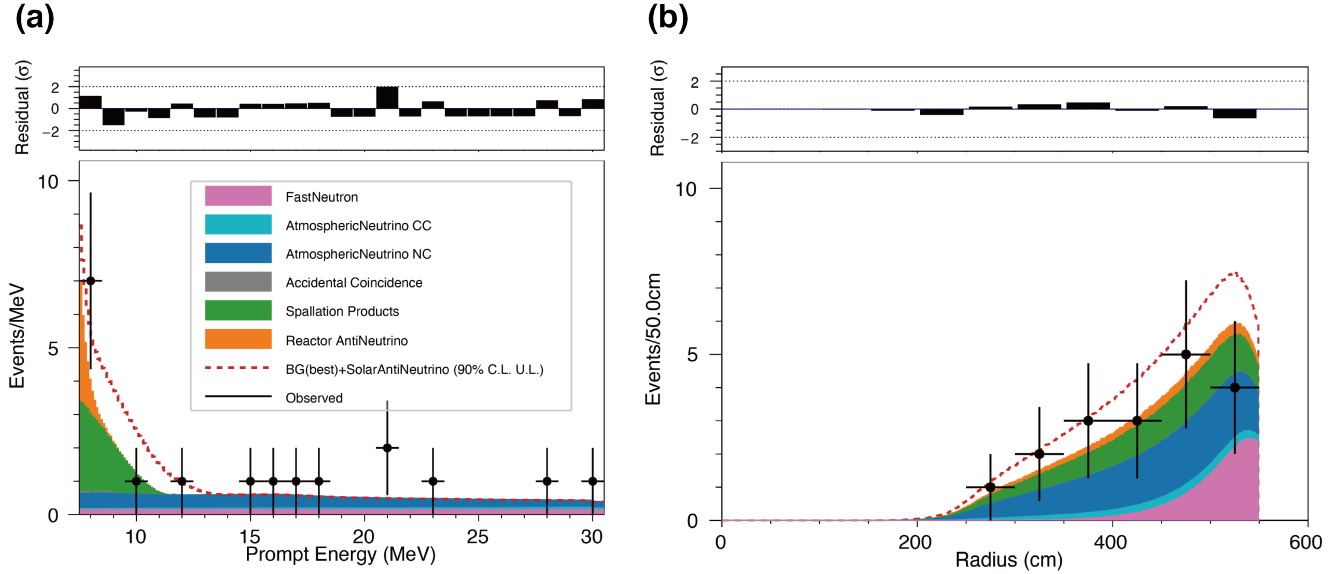 (a)
Residual (σ)
2
0
−2
Events/MeV
10
5
0
FastNeutron
AtmosphericNeutrino CC
AtmosphericNeutrino NC
Accidental Coincidence
Spallation Products
Reactor AntiNeutrino
BG(best)+SolarAntiNeutrino (90% C.L. U.L.)
Observed
10 15 20 25 30
Prompt Energy (MeV)
(b)
Residual (σ)
2
0
−2
Events/50.0cm
10
5
0
0 200 400 600
Radius (cm)